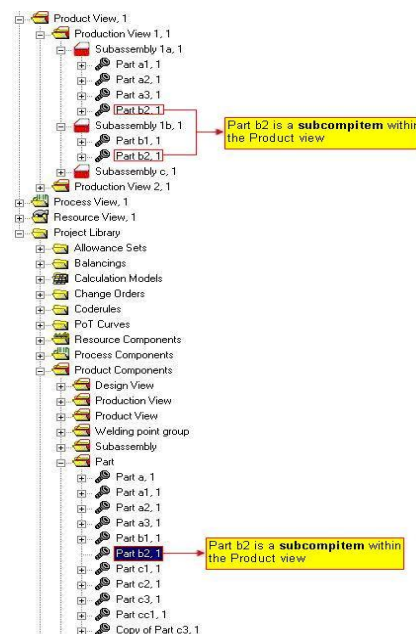 Product View, 1
Production View 1, 1
Subassembly 1a, 1
Part a1, 1
Part a2, 1
Part a3, 1
Part b2, 1
Subassembly 1b, 1
Part b2 is a subcompitem within
the Product view
Part b1, 1
Part b2, 1
Subassembly c, 1
Production View 2, 1
Process View, 1
Resource View, 1
Project Library
Allowance Sets
Balancings
Calculation Models
Change Orders
Coderules
PoT Curves
Resource Components
Process Components
Product Components
Design View
Production View
Product View
Welding point group
Subassembly
Part
Part a, 1
Part a1, 1
Part a2, 1
Part a3, 1
Part b1, 1
Part b2, 1
Part b2 is a subcompitem within
the Product view
Part c1, 1
Part c2, 1
Part c3, 1
Part cc1, 1
Copy of Part c3, 1